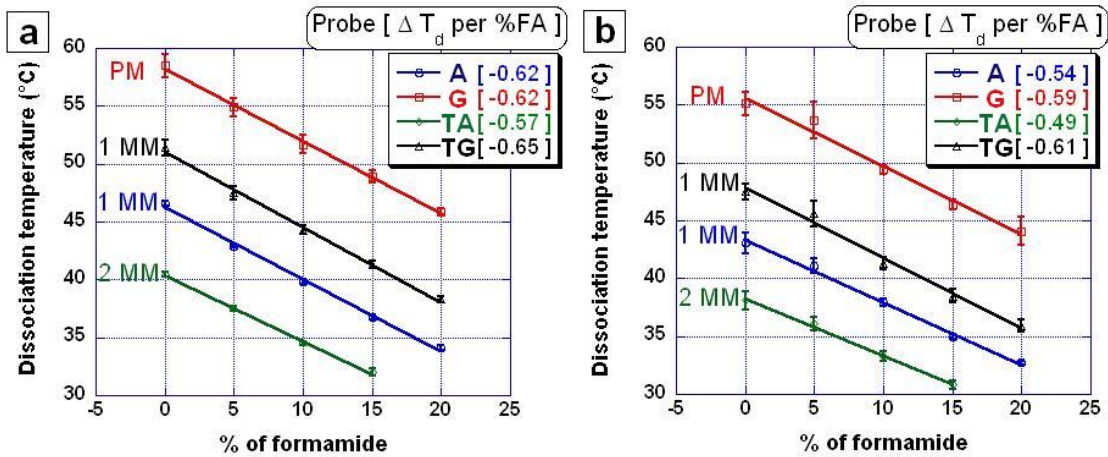 a
Probe [ Δ T_d per %FA ]
A [ -0.62 ]
G [ -0.62 ]
TA [ -0.57 ]
TG [ -0.65 ]
PM
1 MM
1 MM
2 MM
Dissociation temperature (°C)
60
55
50
45
40
35
30
-5 0 5 10 15 20 25
% of formamide
b
Probe [ Δ T_d per %FA ]
A [ -0.54 ]
G [ -0.59 ]
TA [ -0.49 ]
TG [ -0.61 ]
PM
1 MM
1 MM
2 MM
Dissociation temperature (°C)
60
55
50
45
40
35
30
-5 0 5 10 15 20 25
% of formamide